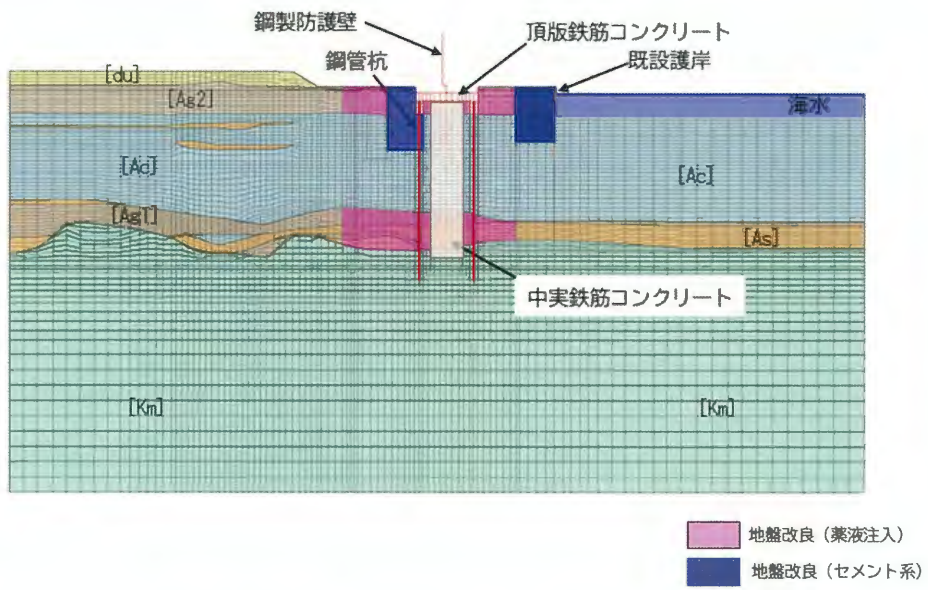 鋼製防護壁
頂版鉄筋コンクリート
鋼管杭
既設護岸
[du]
[Ag2]
海水
[Ac]
[Ac]
[Ag1]
[As]
中実鉄筋コンクリート
[Km]
[Km]
地盤改良（薬液注入）
地盤改良（セメント系）